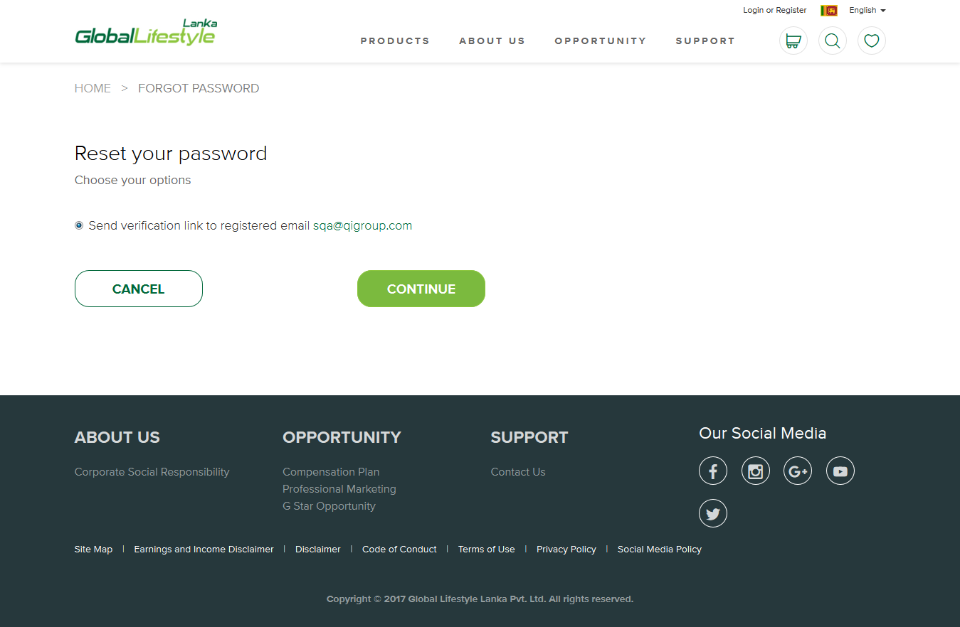 Login or Register English
Lanka
GlobalLifestyle
PRODUCTS ABOUT US OPPORTUNITY SUPPORT
HOME > FORGOT PASSWORD
Reset your password
Choose your options
Send verification link to registered email sqa@qigroup.com
CANCEL CONTINUE
ABOUT US OPPORTUNITY SUPPORT Our Social Media
Corporate Social Responsibility Compensation Plan Contact Us
Professional Marketing
G Star Opportunity
Site Map | Earnings and Income Disclaimer | Disclaimer | Code of Conduct | Terms of Use | Privacy Policy | Social Media Policy
Copyright © 2017 Global Lifestyle Lanka Pvt. Ltd. All rights reserved.